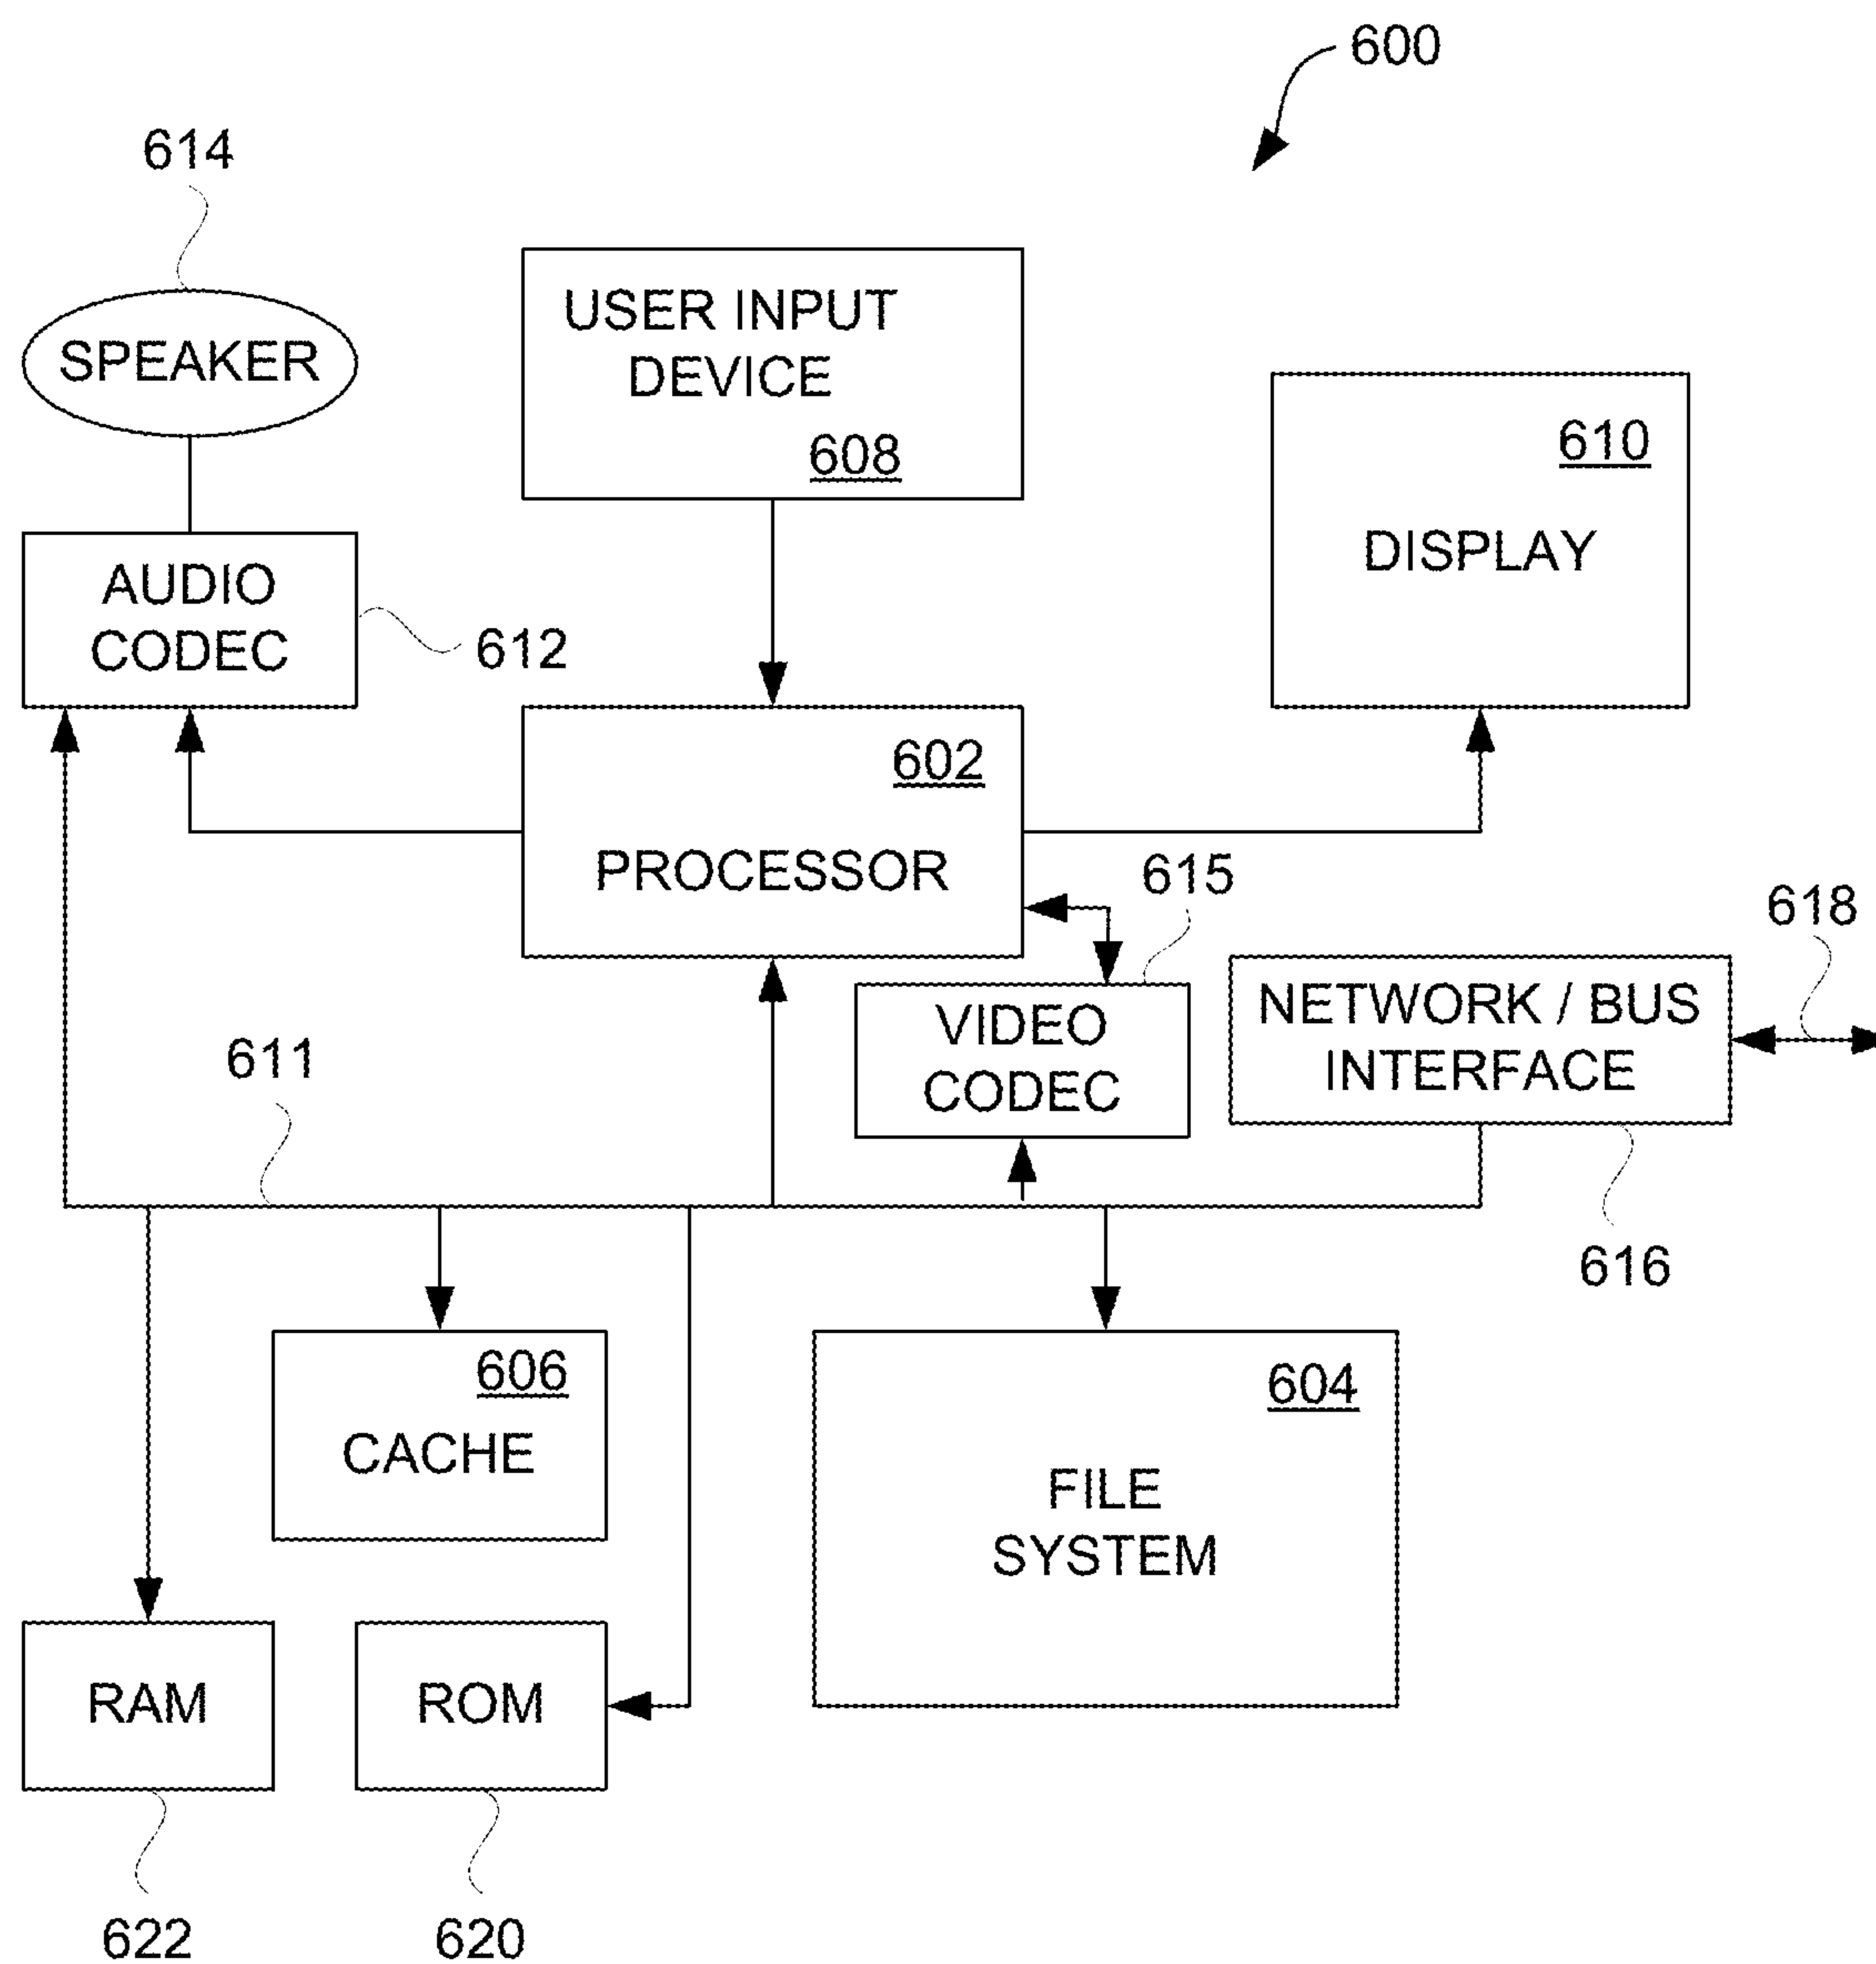 600
614
SPEAKER
USER INPUT
DEVICE
608
610
DISPLAY
AUDIO
CODEC
612
602
PROCESSOR
615
618
VIDEO
CODEC
NETWORK / BUS
INTERFACE
611
616
606
CACHE
604
FILE
SYSTEM
RAM
ROM
622
620